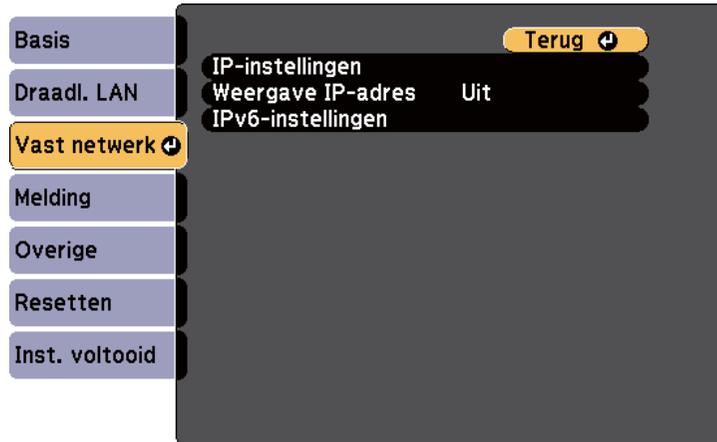 Basis
Draadl. LAN
Vast netwerk
Melding
Overige
Resetten
Inst. voltooid
Terug
IP-instellingen
Weergave IP-adres Uit
IPv6-instellingen